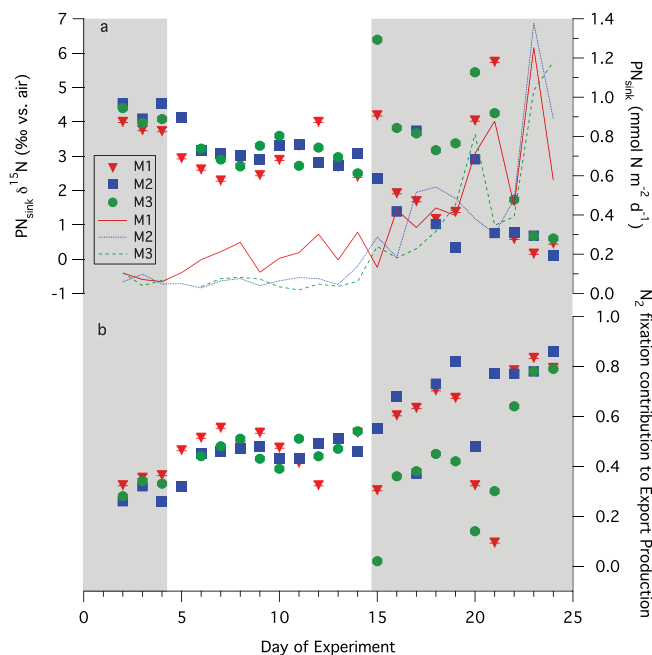 a
PNsink δ15N (‰ vs. air)
7
6
5
4
3
2
1
0
-1
M1
M2
M3
M1
M2
M3
1.4
1.2
1.0
0.8
0.6
0.4
0.2
0.0
PNsink (mmol N m-2 d-1)
b
1.0
0.8
0.6
0.4
0.2
0.0
N2 fixation contribution to Export Production
0
5
10
15
20
25
Day of Experiment